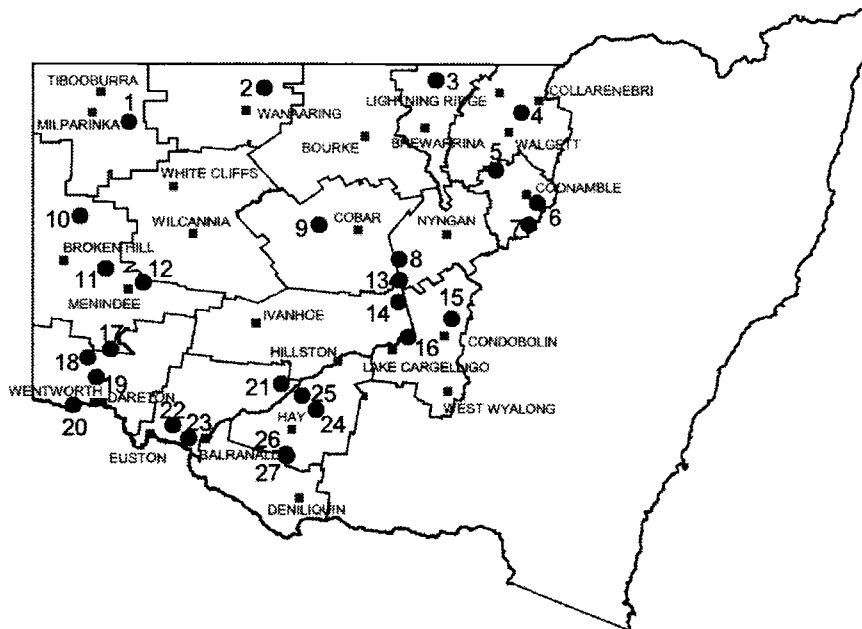 TIBOOBURRA
1
MILPARINKA
2
WANAARING
3
LIGHTNING RIDGE
COLLARENEBRI
4
BOURKE
BREWARRINA
WALGETT
5
WHITE CLIFFS
COONAMBLE
6
7
10
WILCANNIA
9
COBAR
NYNGAN
BROKEN HILL
11
12
8
13
MENINDEE
14
15
IVANHOE
CONDOBOLIN
17
18
HILLSTON
16
LAKE CARGELLIGO
WENTWORTH
19
DARETON
21
25
WEST WYALONG
20
22
23
HAY
24
EUSTON
BALRANALD
26
27
DENILIQUIN